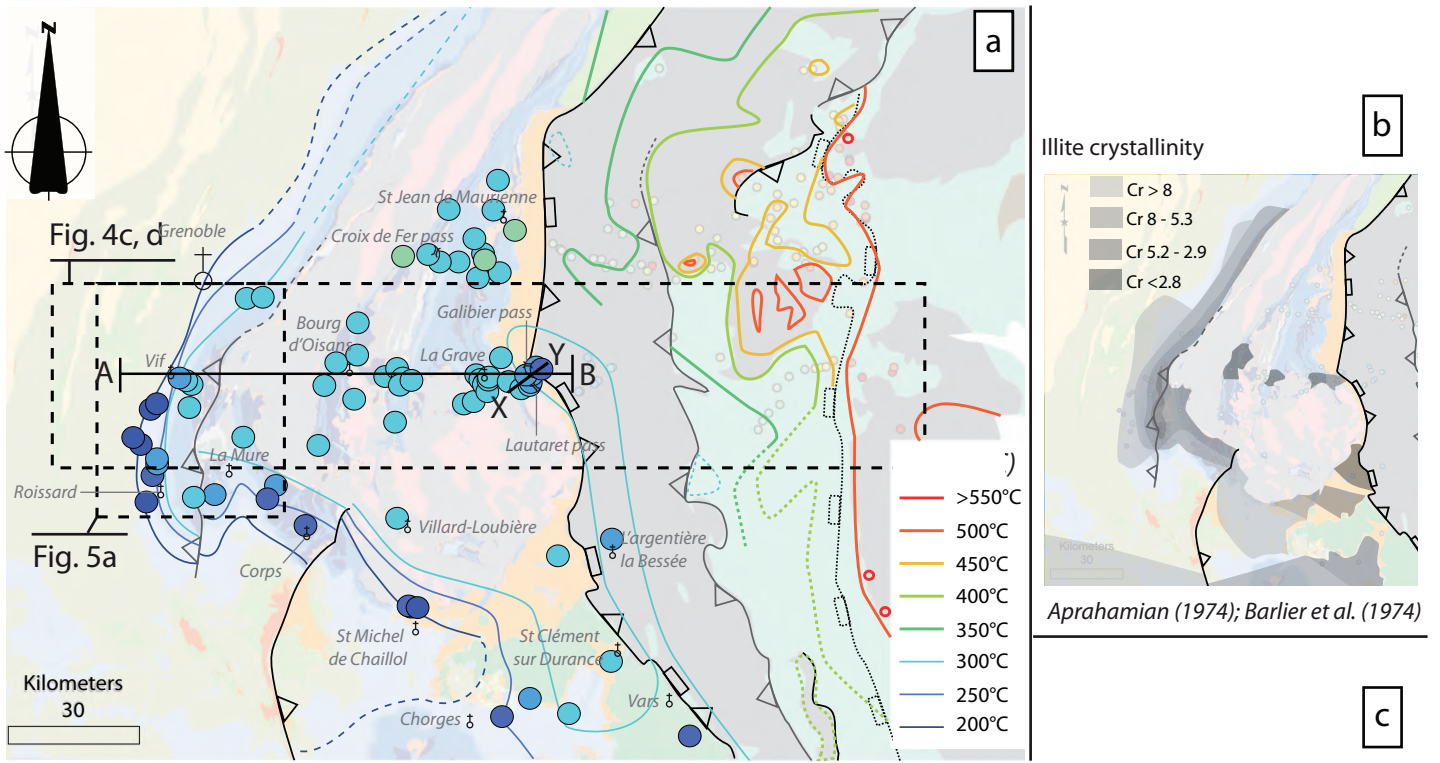 N
a
St Jean de Maurienne
Croix de Fer pass
Grenoble
Fig. 4c, d
Galibier pass
Bourg
d'Oisans
La Grave
Vif
A
Y
B
X
Lautaret pass
La Mure
Roissard
Villard-Loubière
L'argentière
la Bessée
Fig. 5a
Corps
St Michel
de Chaillol
St Clément
sur Durance
Vars
Chorges
Kilometers
30
)
>550°C
500°C
450°C
400°C
350°C
300°C
250°C
200°C
b
Illite crystallinity
N
Cr > 8
Cr 8 - 5.3
Cr 5.2 - 2.9
Cr <2.8
Kilometers
30
Aprahamian (1974); Barlier et al. (1974)
c